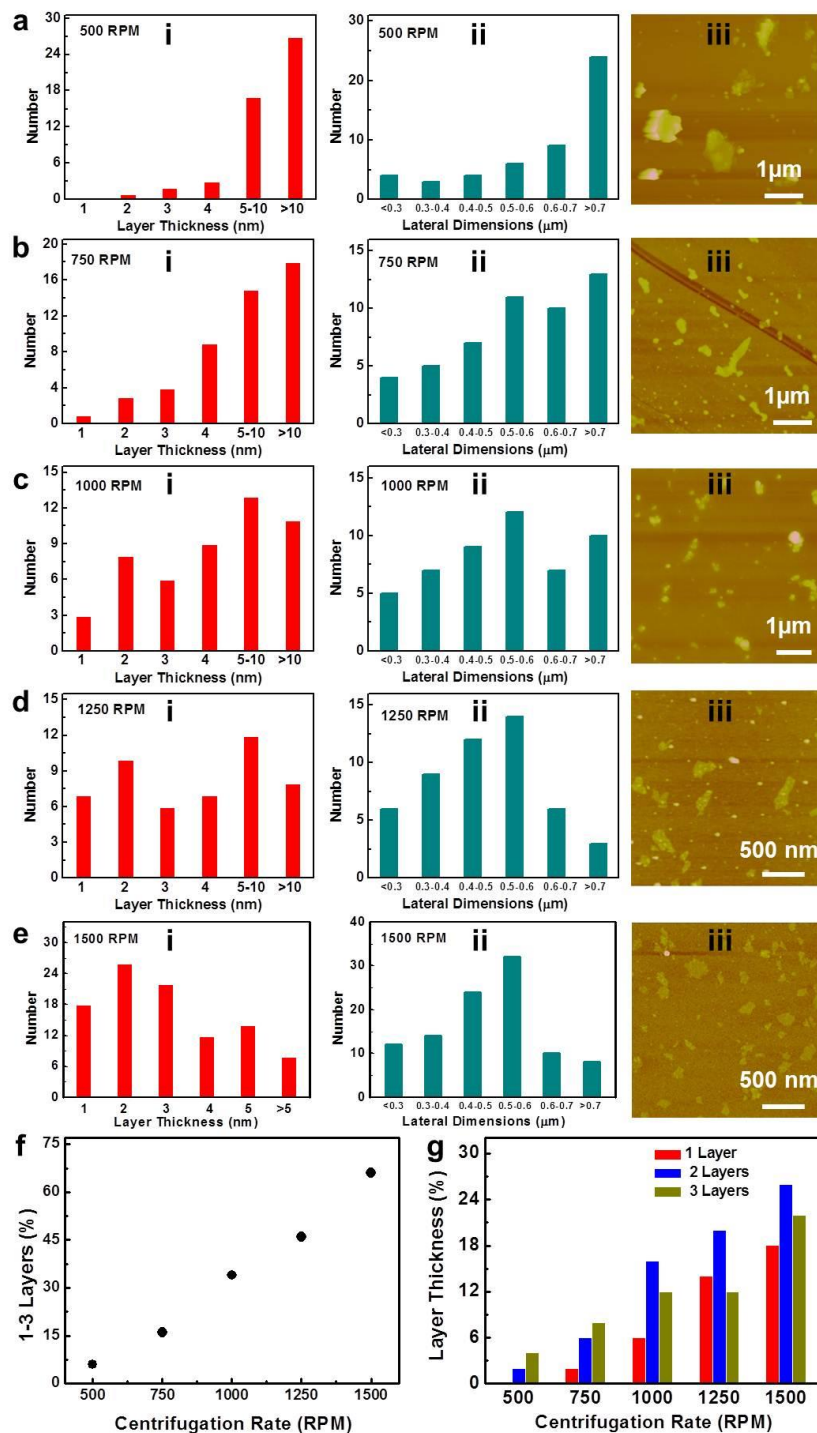 a
500 RPM
i
30
24
18
12
6
0
Number
1 2 3 4 5-10 >10
Layer Thickness (nm)
500 RPM
ii
30
20
10
0
Number
<0.3 0.3-0.4 0.4-0.5 0.5-0.6 0.6-0.7 >0.7
Lateral Dimensions (μm)
iii
1μm
b
750 RPM
i
20
16
12
8
4
0
Number
1 2 3 4 5-10 >10
Layer Thickness (nm)
750 RPM
ii
15
10
5
0
Number
<0.3 0.3-0.4 0.4-0.5 0.5-0.6 0.6-0.7 >0.7
Lateral Dimensions (μm)
iii
1μm
c
1000 RPM
i
15
12
9
6
3
0
Number
1 2 3 4 5-10 >10
Layer Thickness (nm)
1000 RPM
ii
15
10
5
0
Number
<0.3 0.3-0.4 0.4-0.5 0.5-0.6 0.6-0.7 >0.7
Lateral Dimensions (μm)
iii
1μm
d
1250 RPM
i
15
12
9
6
3
0
Number
1 2 3 4 5-10 >10
Layer Thickness (nm)
1250 RPM
ii
15
10
5
0
Number
<0.3 0.3-0.4 0.4-0.5 0.5-0.6 0.6-0.7 >0.7
Lateral Dimensions (μm)
iii
500 nm
e
1500 RPM
i
30
24
18
12
6
0
Number
1 2 3 4 5 >5
Layer Thickness (nm)
1500 RPM
ii
40
30
20
10
0
Number
<0.3 0.3-0.4 0.4-0.5 0.5-0.6 0.6-0.7 >0.7
Lateral Dimensions (μm)
iii
500 nm
f
75
60
45
30
15
0
1-3 Layers (%)
500 750 1000 1250 1500
Centrifugation Rate (RPM)
g
1 Layer
2 Layers
3 Layers
30
24
18
12
6
0
Layer Thickness (%)
500 750 1000 1250 1500
Centrifugation Rate (RPM)